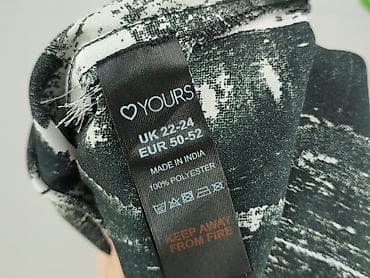 YOURS
UK 22-24
EUR 50-52
MADE IN INDIA
100% POLYESTER
KEEP AWAY
FROM FIRE